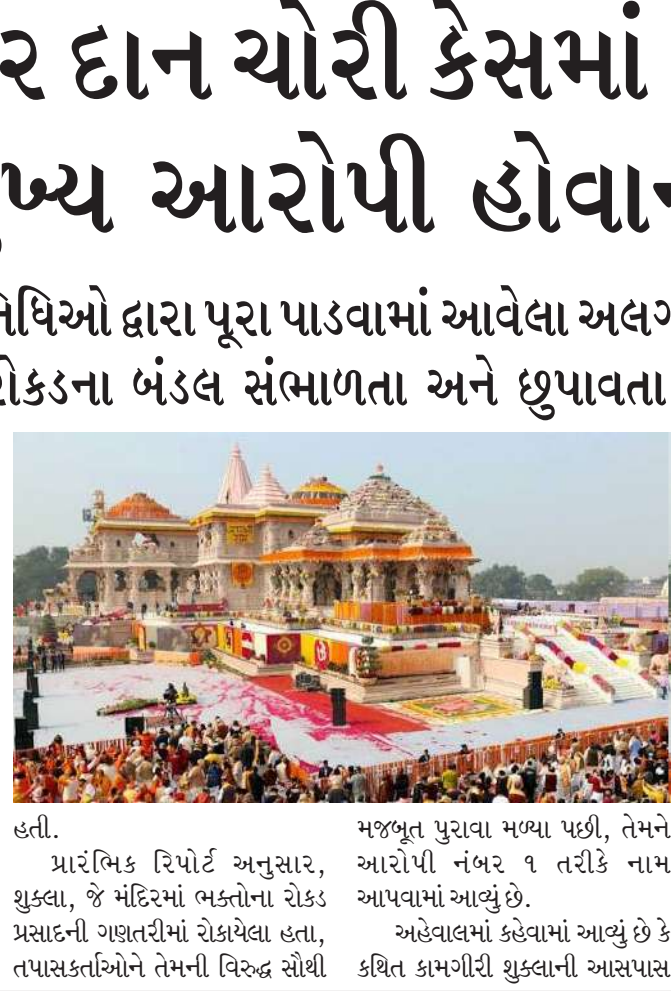 ર દાન ચોરી કેસમાં
ખ્ય આરોપી હોવાન
નિધિઓ દ્વારા પૂરા પાડવામાં આવેલા અલગ
રોકડના બંડલ સંભાળતા અને છુપાવતા
હતી.
પ્રારંભિક રિપોર્ટ અનુસાર,
શુક્લા, જે મંદિરમાં ભક્તોના રોકડ
પ્રસાદની ગણતરીમાં રોકાયેલા હતા,
તપાસકર્તાઓને તેમની વિરુદ્ધ સૌથી
મજબૂત પુરાવા મળ્યા પછી, તેમને
આરોપી નંબર ૧ તરીકે નામ
આપવામાં આવ્યું છે.
અહેવાલમાં કહેવામાં આવ્યું છે કે
કથિત કામગીરી શુક્લાની આસપાસ